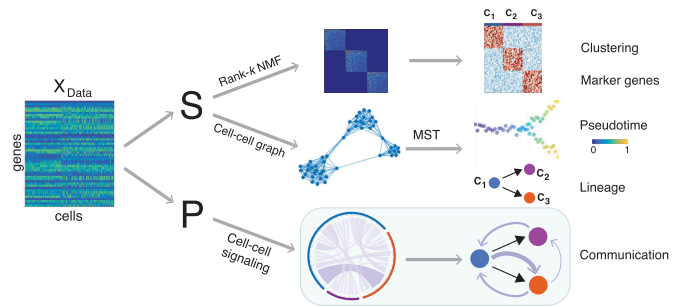 X Data
genes
cells
S
P
Rank-k NMF
Cell-cell graph
Cell-cell
signaling
MST
C1 C2 C3
Clustering
Marker genes
Pseudotime
0 1
C1
C2
C3
Lineage
Communication